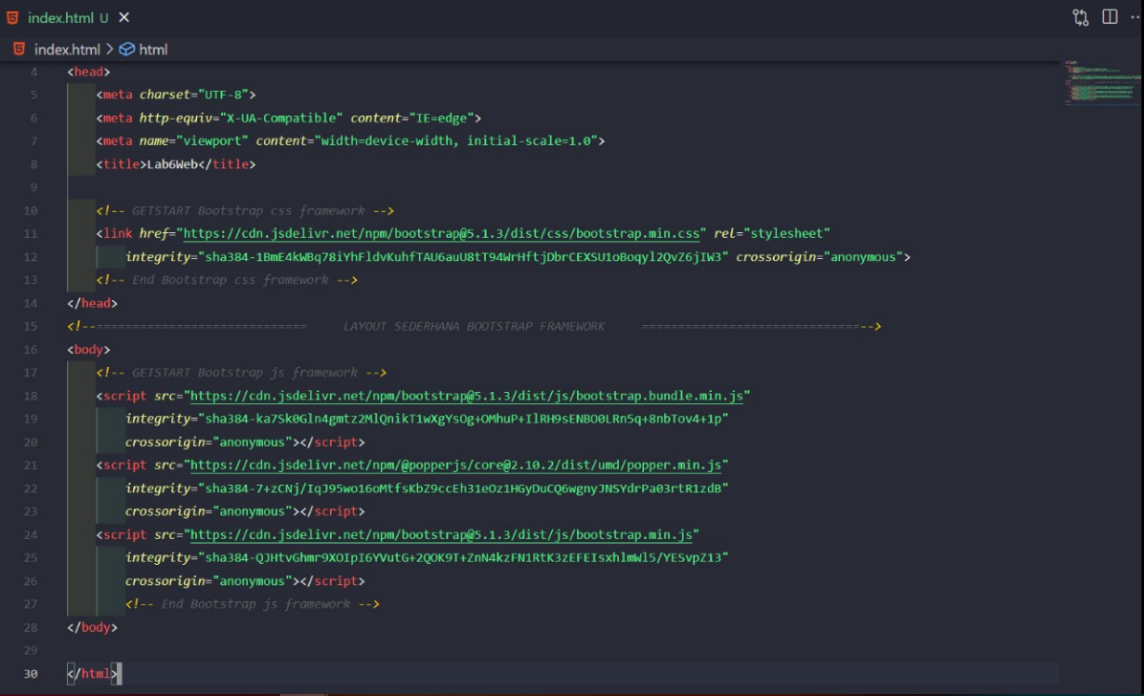 index.html U
index.html > html
4 <head>
5 <meta charset="UTF-8">
6 <meta http-equiv="X-UA-Compatible" content="IE=edge">
7 <meta name="viewport" content="width=device-width, initial-scale=1.0">
8 <title>Lab6Web</title>
9
10 <!-- GETSTART Bootstrap css framework -->
11 <link href="https://cdn.jsdelivr.net/npm/bootstrap@5.1.3/dist/css/bootstrap.min.css" rel="stylesheet"
12 integrity="sha384-1BmE4kWBq78iYhFldvKuhfTAU6auU8tT94WrHftjDbrCEXSU1oBoqyl2QvZ6jIW3" crossorigin="anonymous">
13 <!-- End Bootstrap css framework -->
14 </head>
15 <!--============================= LAYOUT SEDERHANA BOOTSTRAP FRAMEWORK ==============================-->
16 <body>
17 <!-- GETSTART Bootstrap js framework -->
18 <script src="https://cdn.jsdelivr.net/npm/bootstrap@5.1.3/dist/js/bootstrap.bundle.min.js"
19 integrity="sha384-ka7Sk0Gln4gmtz2MlQnikT1wXgYsOg+OMhuP+IlRH9sENBO0LRn5q+8nbTov4+1p"
20 crossorigin="anonymous"></script>
21 <script src="https://cdn.jsdelivr.net/npm/@popperjs/core@2.10.2/dist/umd/popper.min.js"
22 integrity="sha384-7+zCNj/IqJ95wo16oMtfsKbZ9ccEh31eOz1HGyDuCQ6wgnyJNSYdrPa03rtR1zdB"
23 crossorigin="anonymous"></script>
24 <script src="https://cdn.jsdelivr.net/npm/bootstrap@5.1.3/dist/js/bootstrap.min.js"
25 integrity="sha384-QJHtvGhmr9XOIpI6YVutG+2QOK9T+ZnN4kzFN1RtK3zEFEIsxhlmWl5/YESvpZ13"
26 crossorigin="anonymous"></script>
27 <!-- End Bootstrap js framework -->
28 </body>
29
30 </html>